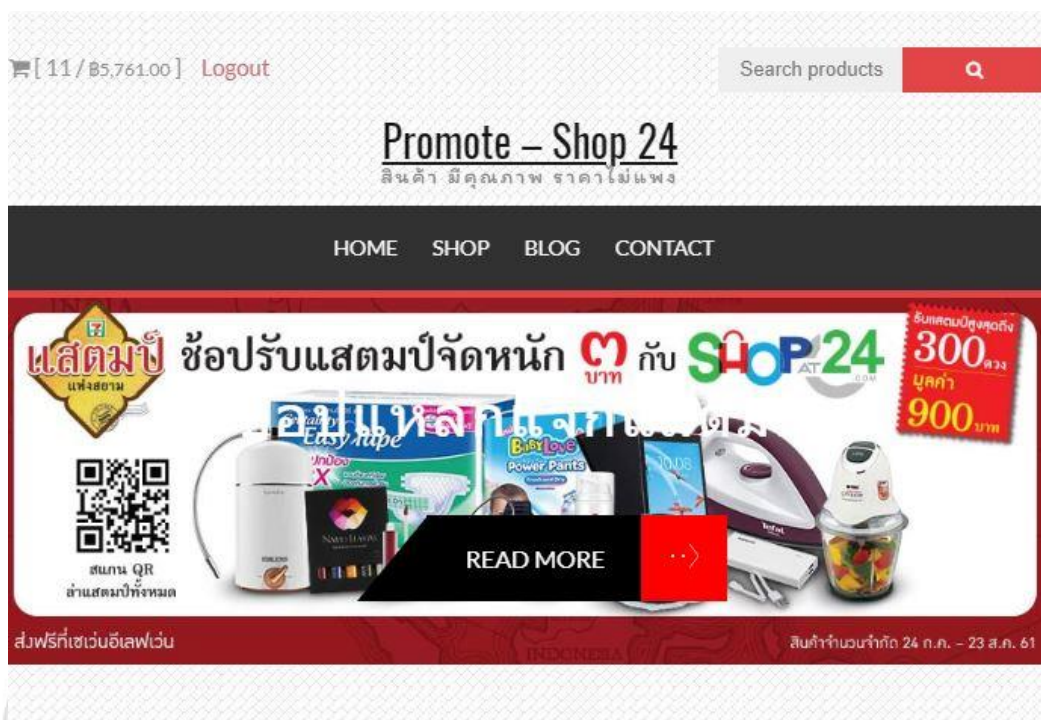 [ 11 / ฿5,761.00 ] Logout
Search products
Promote – Shop 24
สินค้า มีคุณภาพ ราคาไม่แพง
HOME SHOP BLOG CONTACT
แสตมป์
แห่งสยาม
ช้อปรับแสตมป์จัดหนัก ๓ บาท กับ SHOP AT 24 .COM
รับแสตมป์สูงสุดถึง
300 ดวง
มูลค่า
900 บาท
Easy Tape
BabyLove
Power Pants
READ MORE
Tefal
สแกน QR
ล่าแสตมป์ทั้งหมด
ส่งฟรีที่เซเว่นอีเลฟเว่น
สินค้าจำนวนจำกัด 24 ก.ค. – 23 ส.ค. 61
INDONESIA